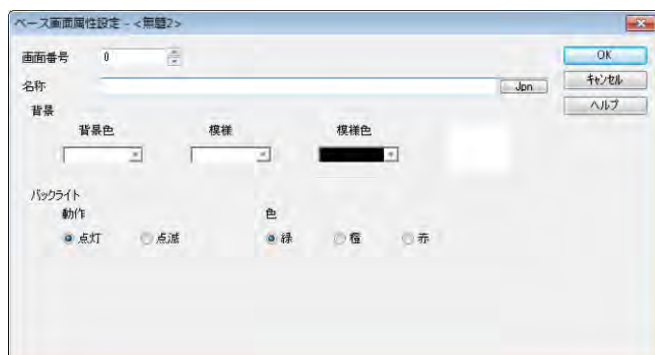 ベース画面属性設定 - <無題2>
画面番号 0
OK
名称 Jpn
キャンセル
背景
ヘルプ
背景色 模様 模様色
バックライト
動作 色
点灯 点滅 緑 橙 赤